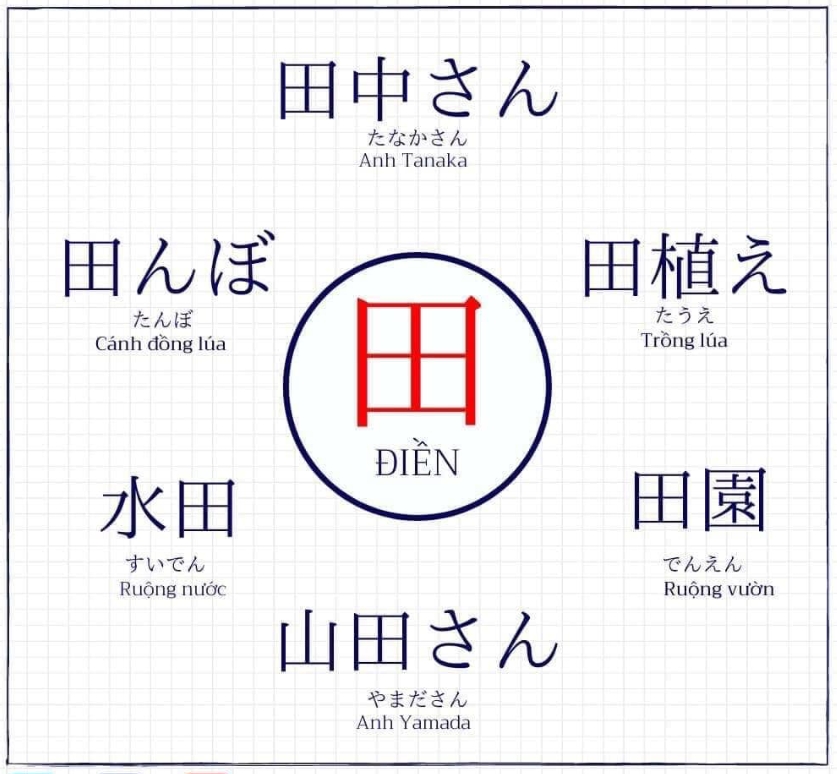 田中さん
たなかさん
Anh Tanaka
田んぼ
たんぼ
Cánh đồng lúa
田植え
たうえ
Trồng lúa
田
ĐIỀN
水田
すいでん
Ruộng nước
田園
でんえん
Ruộng vườn
山田さん
やまださん
Anh Yamada